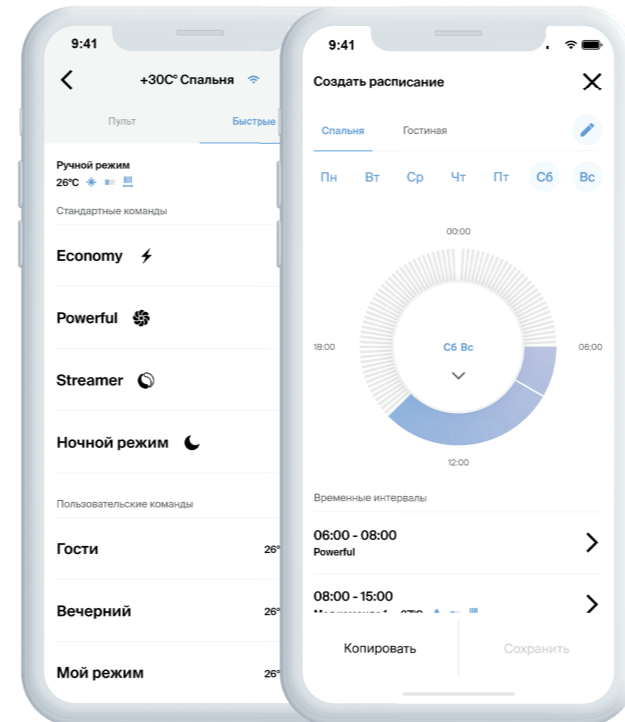 9:41
+30C° Спальня
Пульт
Быстрые
Ручной режим
26°C
Стандартные команды
Economy
Powerful
Streamer
Ночной режим
Пользовательские команды
Гости
26°
Вечерний
26°
Мой режим
26°
9:41
Создать расписание
Спальня
Гостиная
Пн Вт Ср Чт Пт Сб Вс
00:00
18:00
Сб Вс
06:00
12:00
Временные интервалы
06:00 - 08:00
Powerful
08:00 - 15:00
Копировать
Сохранить